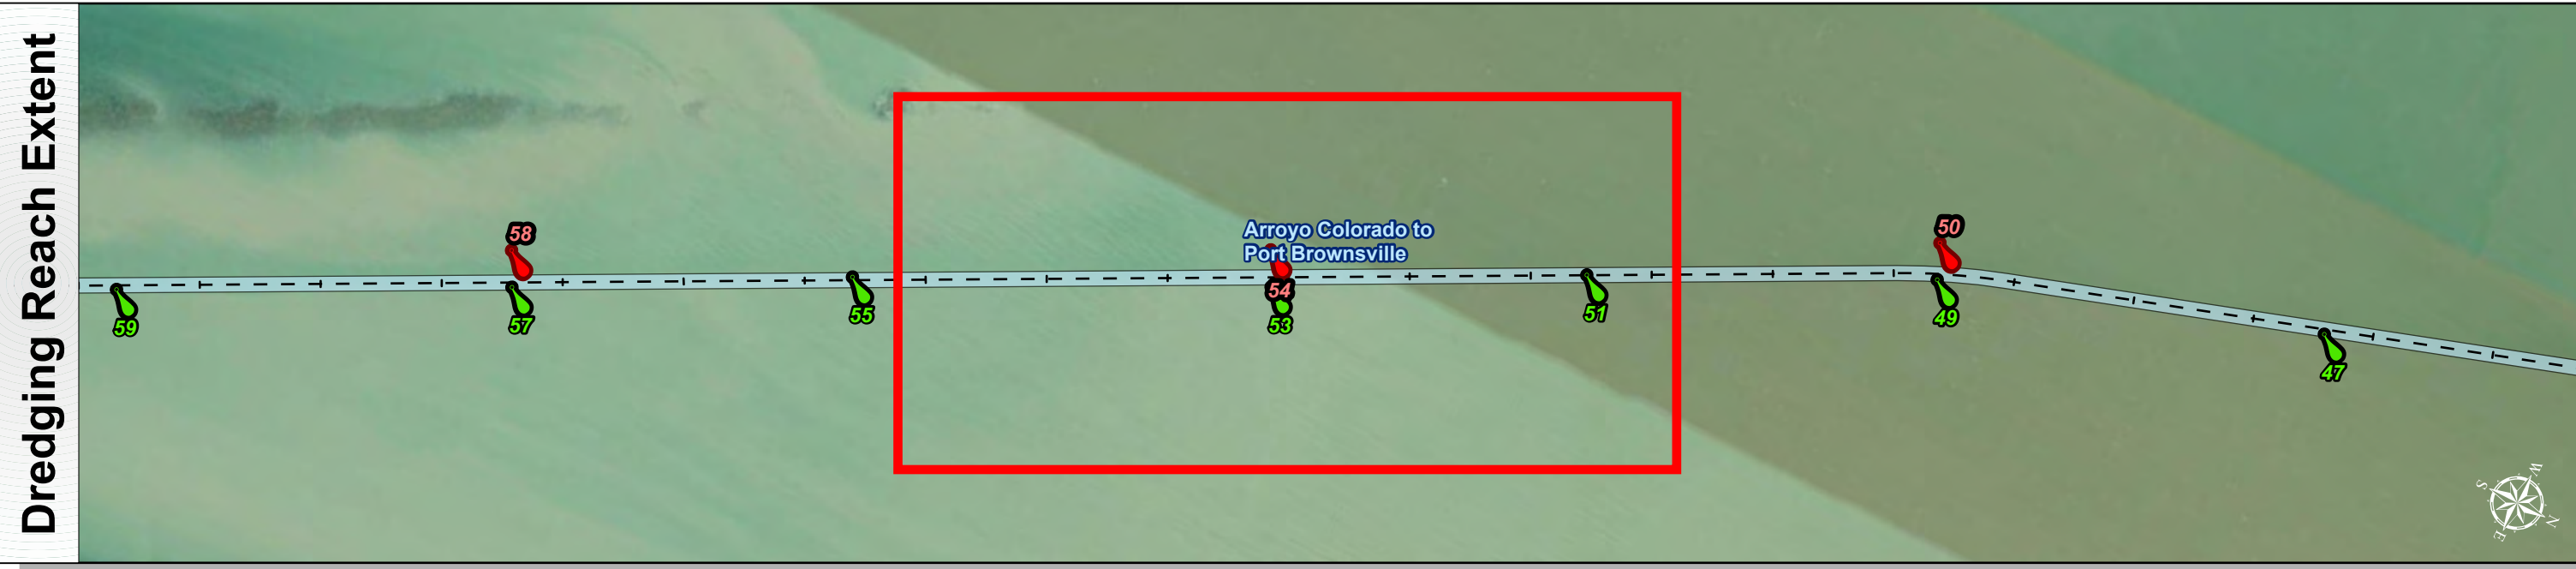 Dredging Reach Extent
58
50
Arroyo Colorado to
Port Brownsville
59
57
55
54
53
51
49
47
W
S
N
E